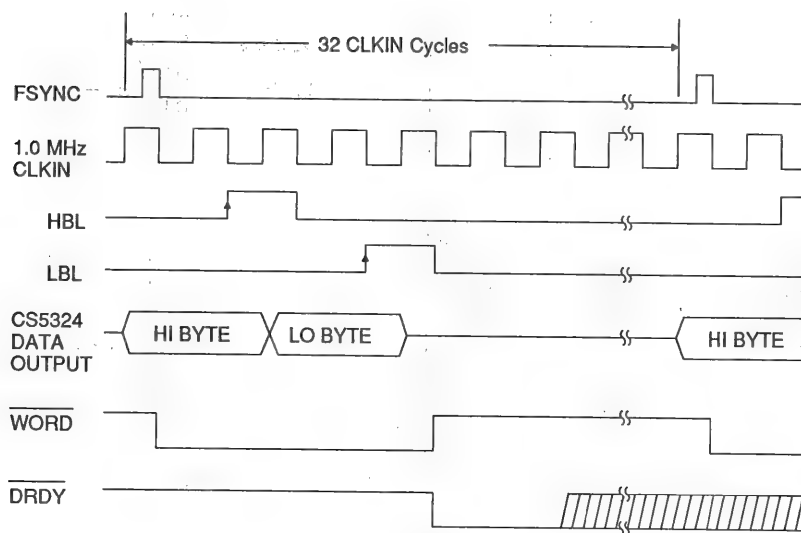 32 CLKIN Cycles
FSYNC
1.0 MHz
CLKIN
HBL
LBL
CS5324
DATA
OUTPUT
HI BYTE
LO BYTE
HI BYTE
WORD
DRDY